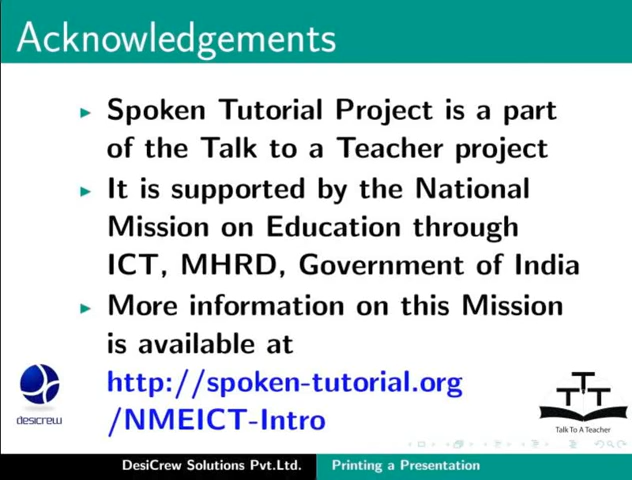 Acknowledgements
Spoken Tutorial Project is a part
of the Talk to a Teacher project
It is supported by the National
Mission on Education through
ICT, MHRD, Government of India
More information on this Mission
is available at
http://spoken-tutorial.org
/NMEICT-Intro
desicrew
TTT
Talk To A Teacher
DesiCrew Solutions Pvt.Ltd.
Printing a Presentation